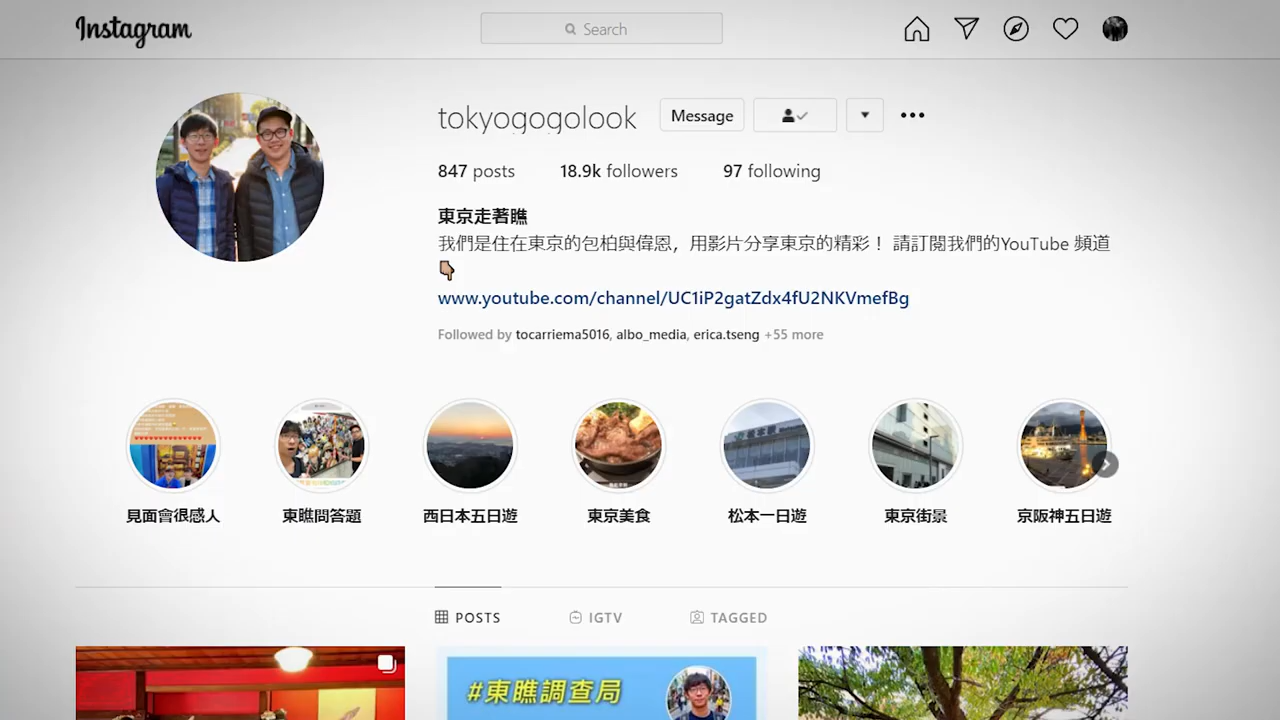 Instagram
Search
tokyogogolook
Message
847 posts
18.9k followers
97 following
東京走著瞧
我們是住在東京的包柏與偉恩，用影片分享東京的精彩！ 請訂閱我們的YouTube 頻道
www.youtube.com/channel/UC1iP2gatZdx4fU2NKVmefBg
Followed by tocarriema5016, albo_media, erica.tseng +55 more
見面會很感人
東瞧問答題
西日本五日遊
東京美食
松本一日遊
東京街景
京阪神五日遊
POSTS
IGTV
TAGGED
#東瞧調查局